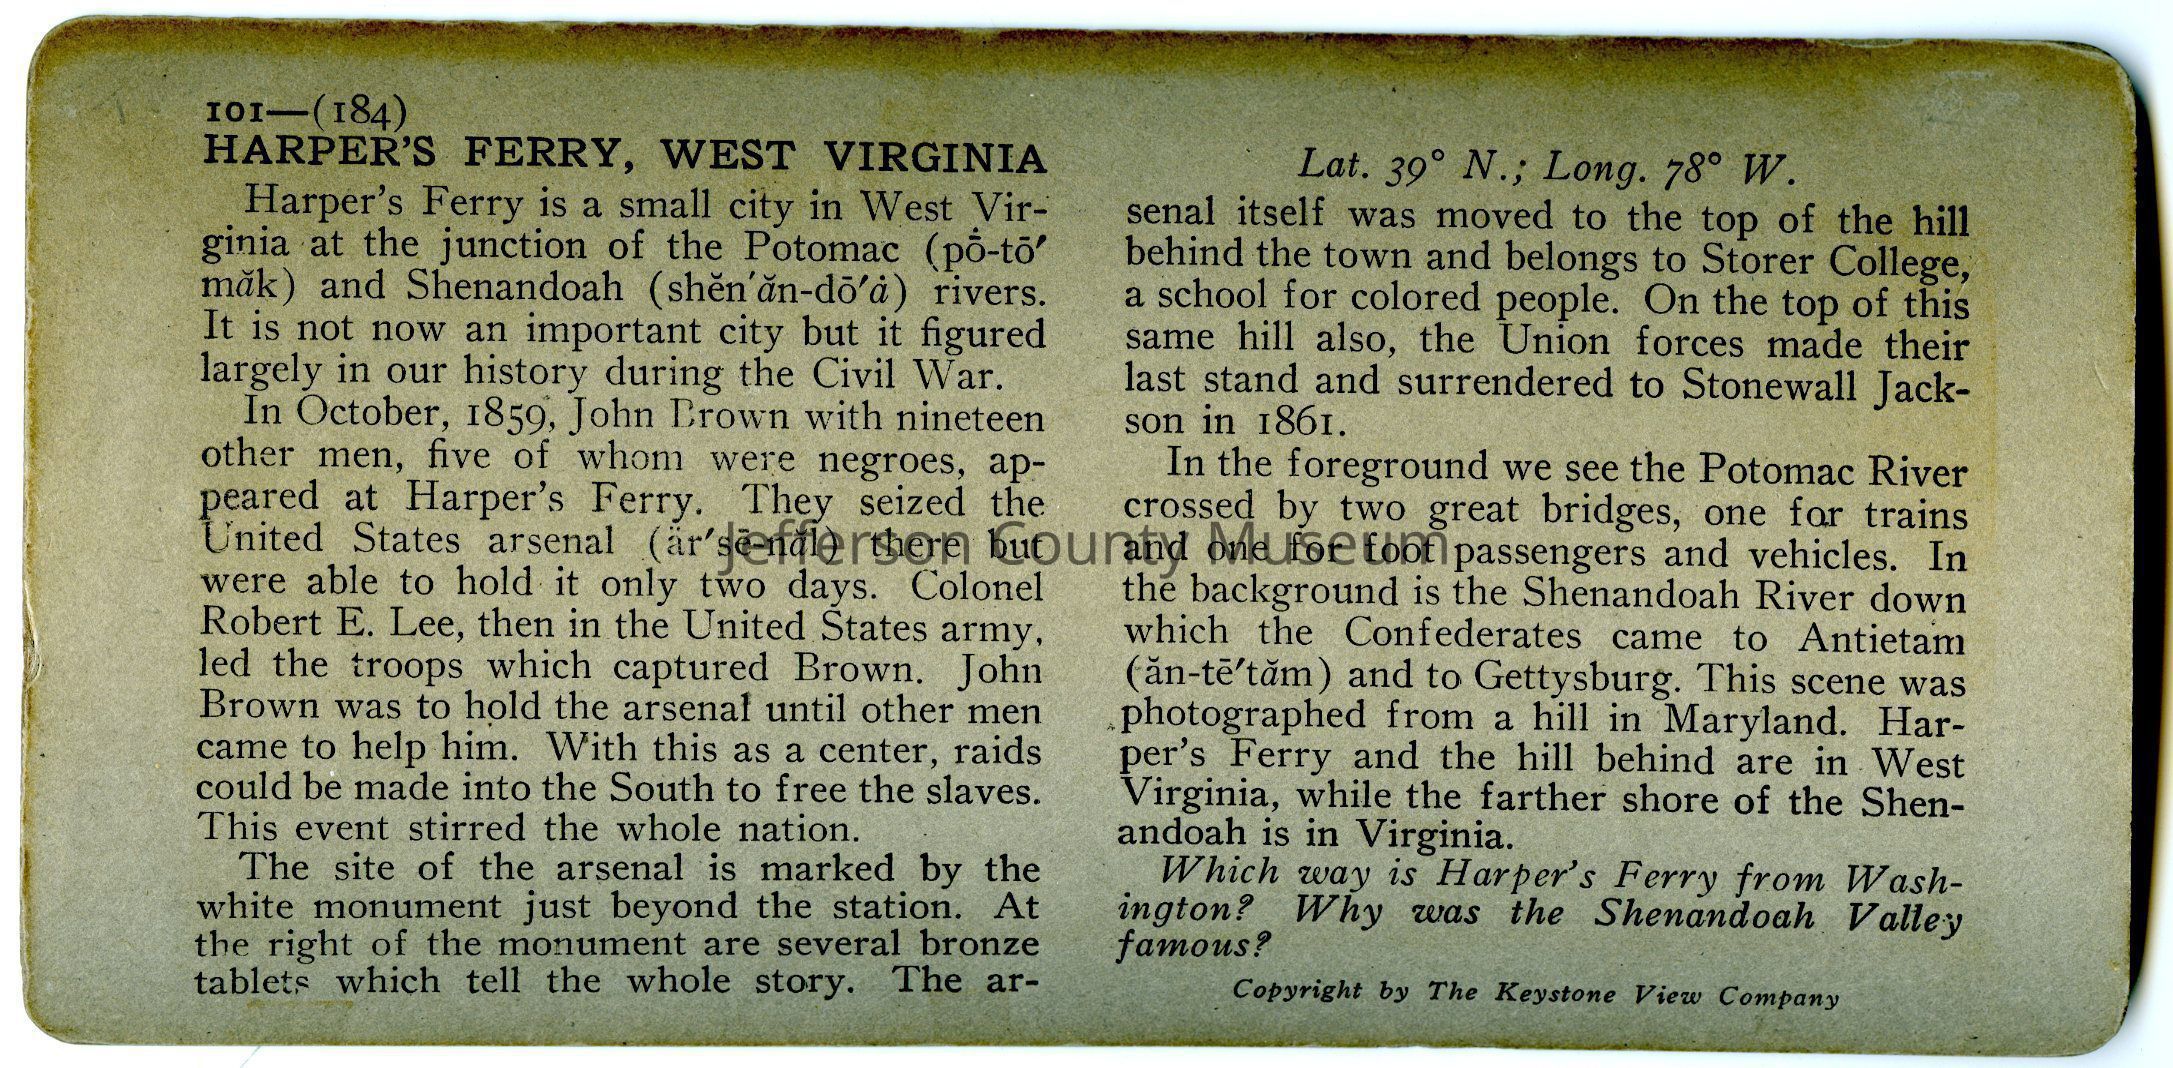 101—(184)
HARPER'S FERRY, WEST VIRGINIA
Harper's Ferry is a small city in West Vir-
ginia at the junction of the Potomac (pō̇-tō′
măk) and Shenandoah (shĕn′ăn-dō′ȧ) rivers.
It is not now an important city but it figured
largely in our history during the Civil War.
In October, 1859, John Brown with nineteen
other men, five of whom were negroes, ap-
peared at Harper's Ferry. They seized the
United States arsenal (är′sē-năl) there but
were able to hold it only two days. Colonel
Robert E. Lee, then in the United States army,
led the troops which captured Brown. John
Brown was to hold the arsenal until other men
came to help him. With this as a center, raids
could be made into the South to free the slaves.
This event stirred the whole nation.
The site of the arsenal is marked by the
white monument just beyond the station. At
the right of the monument are several bronze
tablets which tell the whole story. The ar-
Lat. 39° N.; Long. 78° W.
senal itself was moved to the top of the hill
behind the town and belongs to Storer College,
a school for colored people. On the top of this
same hill also, the Union forces made their
last stand and surrendered to Stonewall Jack-
son in 1861.
In the foreground we see the Potomac River
crossed by two great bridges, one for trains
and one for foot passengers and vehicles. In
the background is the Shenandoah River down
which the Confederates came to Antietam
(ăn-tē′tăm) and to Gettysburg. This scene was
photographed from a hill in Maryland. Har-
per's Ferry and the hill behind are in West
Virginia, while the farther shore of the Shen-
andoah is in Virginia.
Which way is Harper's Ferry from Wash-
ington? Why was the Shenandoah Valley
famous?
Copyright by The Keystone View Company
Jefferson County Museum